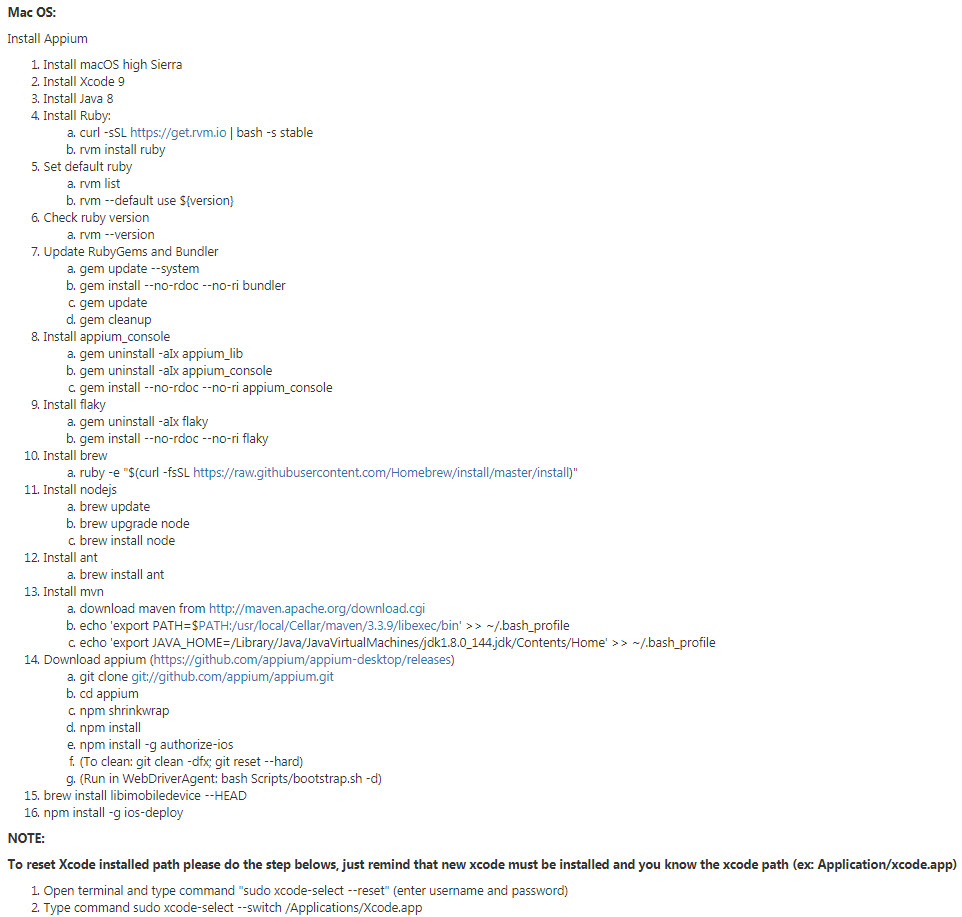 Mac OS:
Install Appium
1. Install macOS high Sierra
2. Install Xcode 9
3. Install Java 8
4. Install Ruby:
a. curl -sSL https://get.rvm.io | bash -s stable
b. rvm install ruby
5. Set default ruby
a. rvm list
b. rvm --default use ${version}
6. Check ruby version
a. rvm --version
7. Update RubyGems and Bundler
a. gem update --system
b. gem install --no-rdoc --no-ri bundler
c. gem update
d. gem cleanup
8. Install appium_console
a. gem uninstall -aIx appium_lib
b. gem uninstall -aIx appium_console
c. gem install --no-rdoc --no-ri appium_console
9. Install flaky
a. gem uninstall -aIx flaky
b. gem install --no-rdoc --no-ri flaky
10. Install brew
a. ruby -e "$(curl -fsSL https://raw.githubusercontent.com/Homebrew/install/master/install)"
11. Install nodejs
a. brew update
b. brew upgrade node
c. brew install node
12. Install ant
a. brew install ant
13. Install mvn
a. download maven from http://maven.apache.org/download.cgi
b. echo 'export PATH=$PATH:/usr/local/Cellar/maven/3.3.9/libexec/bin' >> ~/.bash_profile
c. echo 'export JAVA_HOME=/Library/Java/JavaVirtualMachines/jdk1.8.0_144.jdk/Contents/Home' >> ~/.bash_profile
14. Download appium (https://github.com/appium/appium-desktop/releases)
a. git clone git://github.com/appium/appium.git
b. cd appium
c. npm shrinkwrap
d. npm install
e. npm install -g authorize-ios
f. (To clean: git clean -dfx; git reset --hard)
g. (Run in WebDriverAgent: bash Scripts/bootstrap.sh -d)
15. brew install libimobiledevice --HEAD
16. npm install -g ios-deploy
NOTE:
To reset Xcode installed path please do the step belows, just remind that new xcode must be installed and you know the xcode path (ex: Application/xcode.app)
1. Open terminal and type command "sudo xcode-select --reset" (enter username and password)
2. Type command sudo xcode-select --switch /Applications/Xcode.app